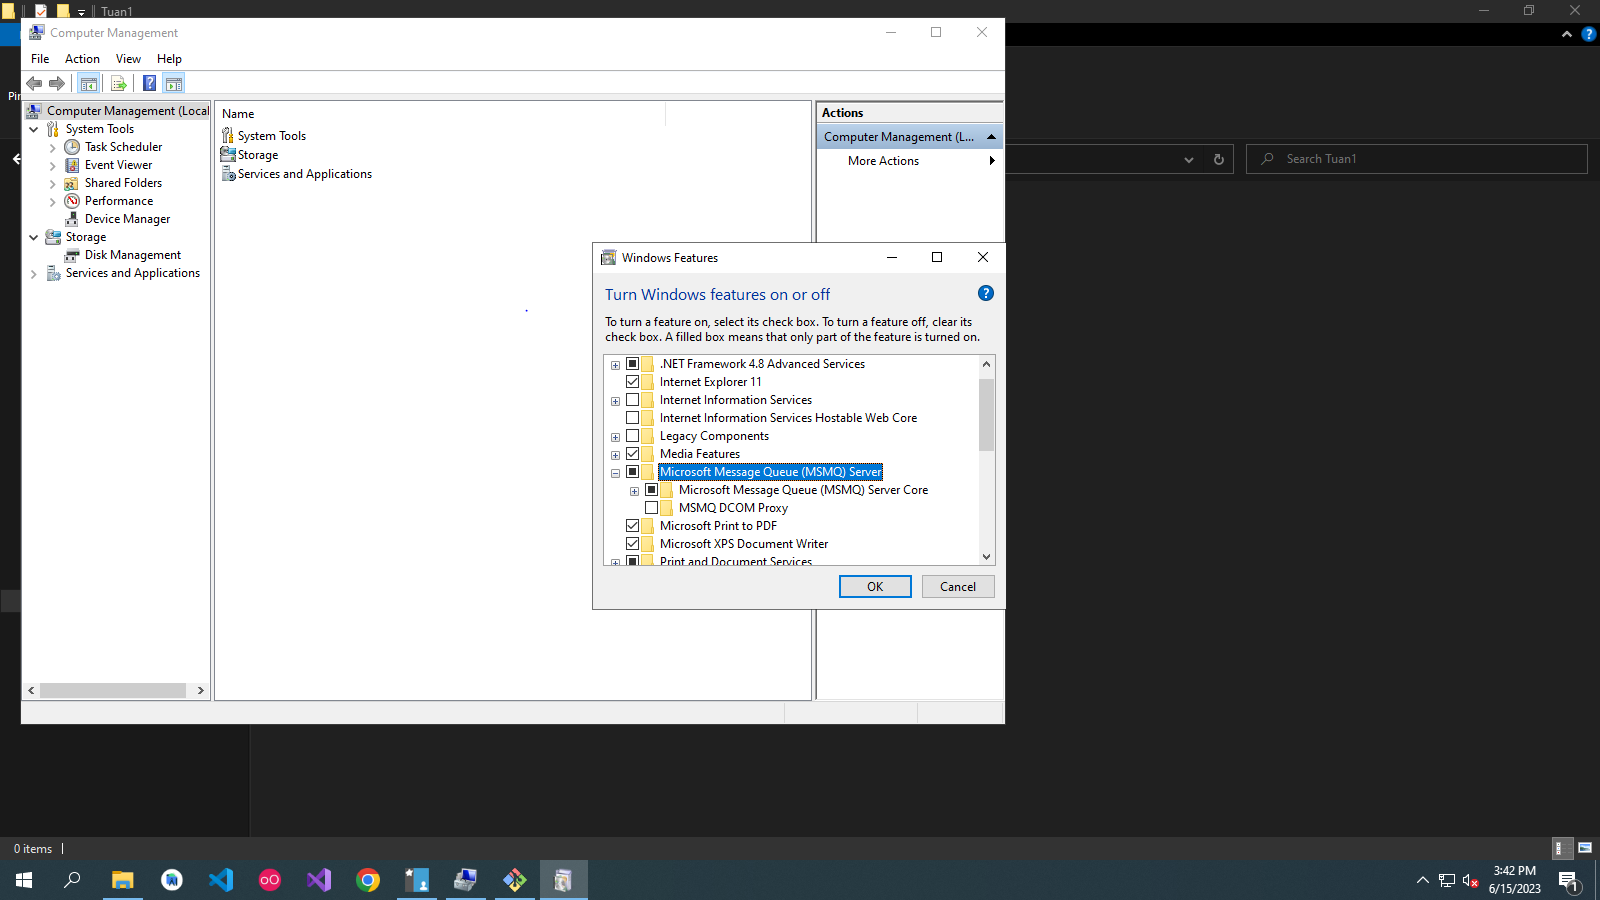 Tuan1
Computer Management
File Action View Help
Computer Management (Local
System Tools
Task Scheduler
Event Viewer
Shared Folders
Performance
Device Manager
Storage
Disk Management
Services and Applications
Name
System Tools
Storage
Services and Applications
Actions
Computer Management (L...
More Actions
Search Tuan1
Windows Features
Turn Windows features on or off
To turn a feature on, select its check box. To turn a feature off, clear its
check box. A filled box means that only part of the feature is turned on.
.NET Framework 4.8 Advanced Services
Internet Explorer 11
Internet Information Services
Internet Information Services Hostable Web Core
Legacy Components
Media Features
Microsoft Message Queue (MSMQ) Server
Microsoft Message Queue (MSMQ) Server Core
MSMQ DCOM Proxy
Microsoft Print to PDF
Microsoft XPS Document Writer
Print and Document Services
OK Cancel
0 items
3:42 PM
6/15/2023
1